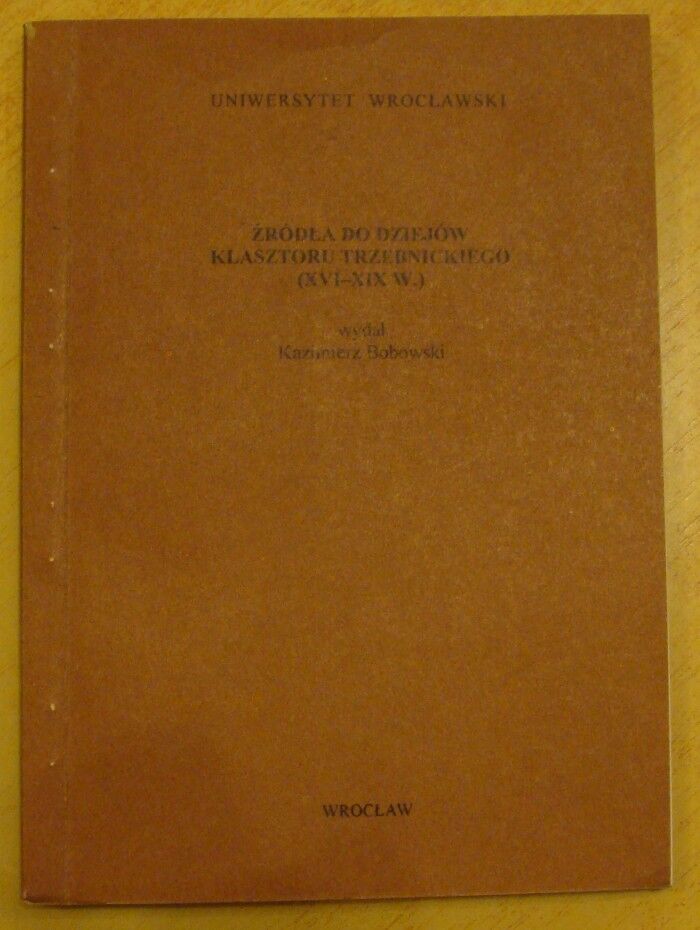 UNIWERSYTET WROCŁAWSKI
ŹRÓDŁA DO DZIEJÓW
KLASZTORU TRZEBNICKIEGO
(XVI–XIX W.)
wydał
Kazimierz Bobowski
WROCŁAW